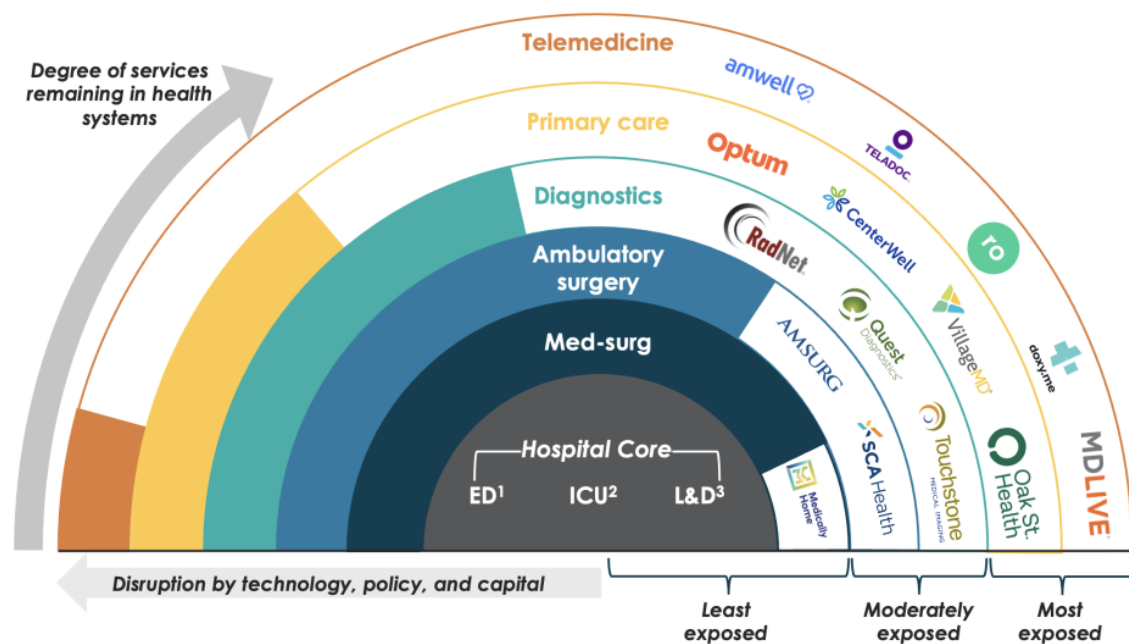 Degree of services
remaining in health
systems
Telemedicine
amwell
TELADOC
ro
doxy.me
MDLIVE
Primary care
Optum
CenterWell
VillageMD
Oak St.
Health
Diagnostics
RadNet
Quest
Diagnostics
Touchstone
MEDICAL IMAGING
Ambulatory
surgery
AMSURG
SCA Health
Med-surg
Medically
Home
Hospital Core
ED¹
ICU²
L&D³
Disruption by technology, policy, and capital
Least
exposed
Moderately
exposed
Most
exposed